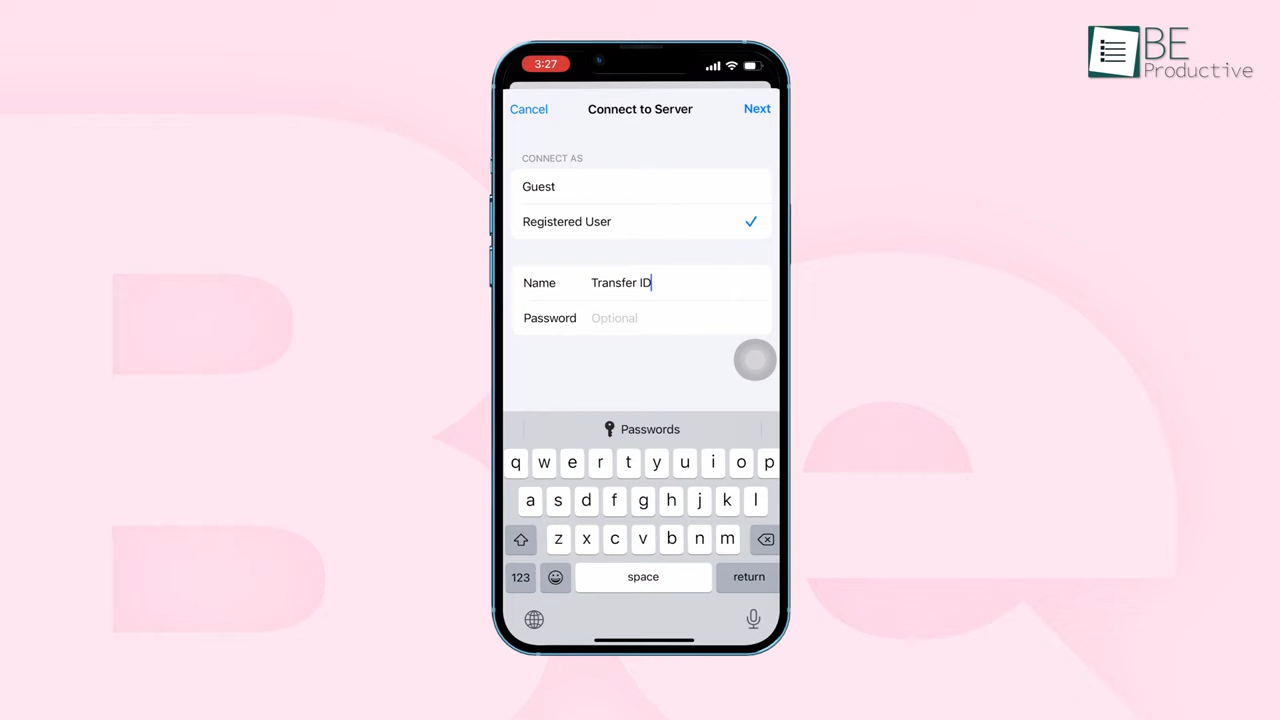 BE
Productive
3:27
Cancel Connect to Server Next
CONNECT AS
Guest
Registered User
Name Transfer ID
Password Optional
Passwords
q w e r t y u i o p
a s d f g h j k l
z x c v b n m
123 space return